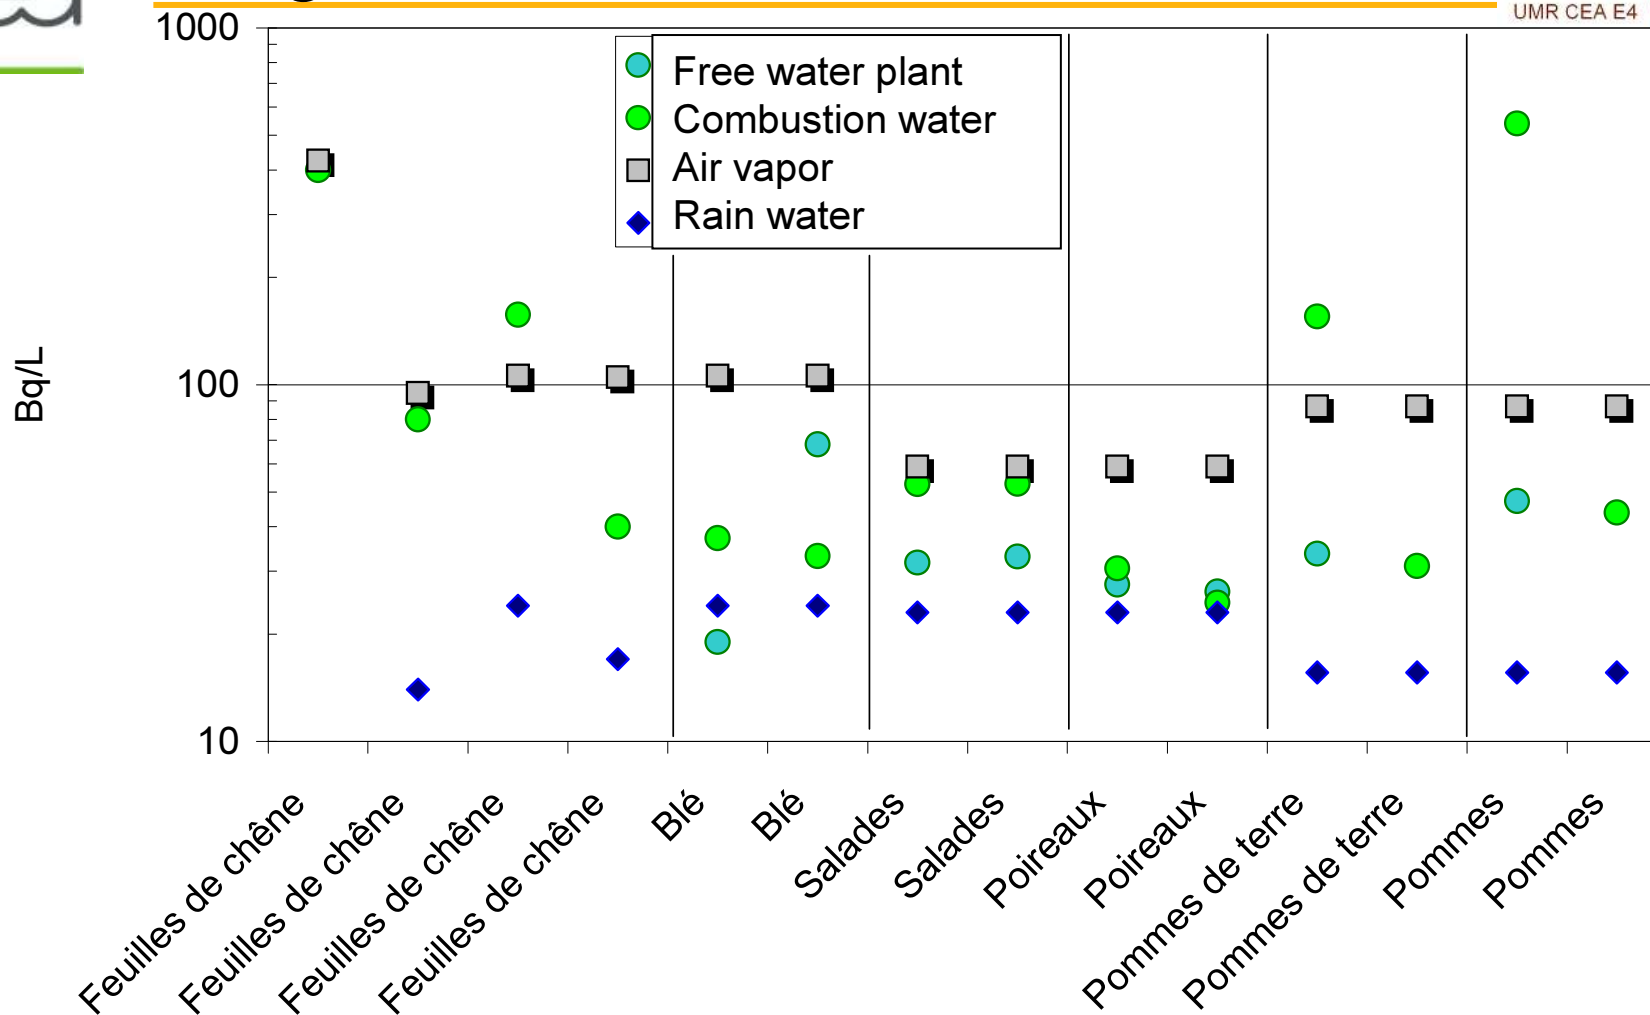 UMR CEA E4
1000
Free water plant
Combustion water
Air vapor
Rain water
Bq/L
100
10
Feuilles de chêne
Feuilles de chêne
Feuilles de chêne
Feuilles de chêne
Blé
Blé
Salades
Salades
Poireaux
Poireaux
Pommes de terre
Pommes de terre
Pommes
Pommes